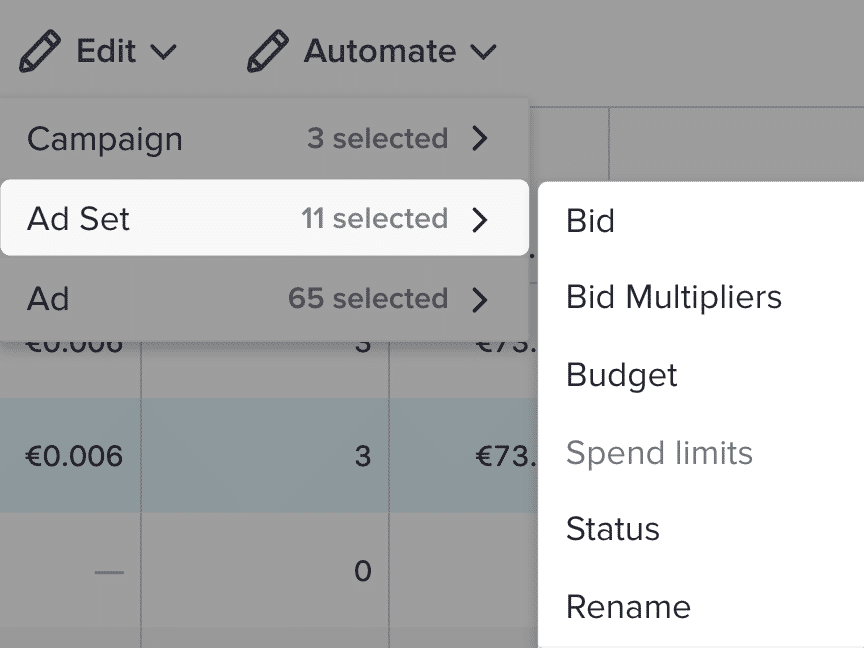 Edit Automate
Campaign 3 selected
Ad Set 11 selected
Ad 65 selected
Bid
Bid Multipliers
Budget
Spend limits
Status
Rename
€0.006 3 €73.
€0.006 3 €73.
— 0